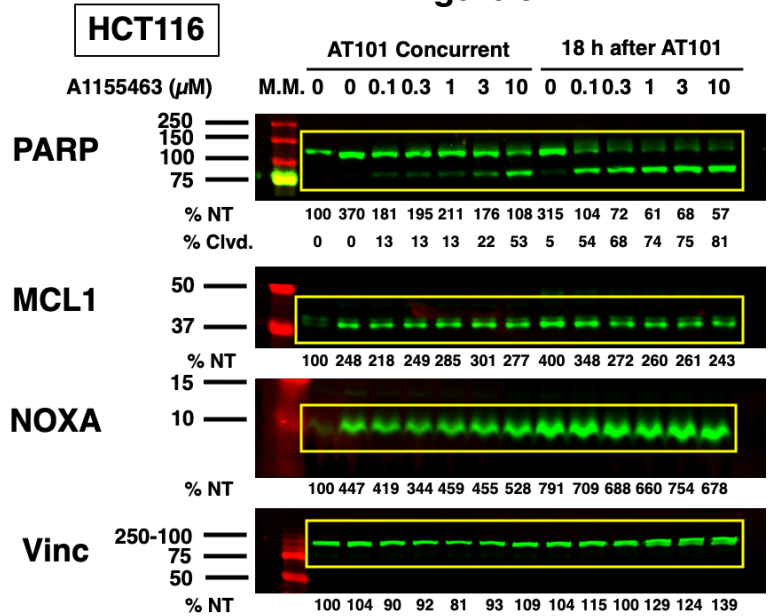 HCT116
AT101 Concurrent 18 h after AT101
A1155463 (µM) M.M. 0 0 0.1 0.3 1 3 10 0 0.1 0.3 1 3 10
PARP
250
150
100
75
% NT 100 370 181 195 211 176 108 315 104 72 61 68 57
% Clvd. 0 0 13 13 13 22 53 5 54 68 74 75 81
MCL1
50
37
% NT 100 248 218 249 285 301 277 400 348 272 260 261 243
NOXA
15
10
% NT 100 447 419 344 459 455 528 791 709 688 660 754 678
Vinc
250-100
75
50
% NT 100 104 90 92 81 93 109 104 115 100 129 124 139